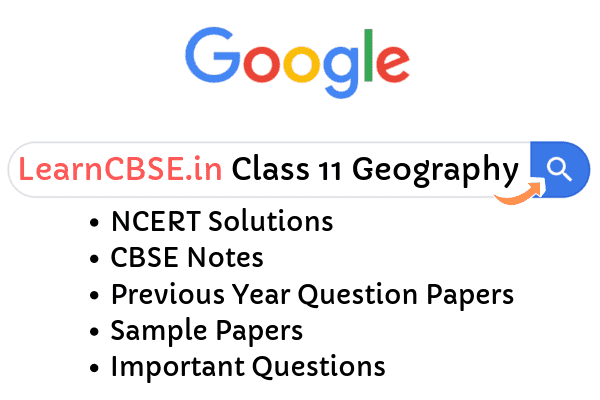 Google
LearnCBSE.in Class 11 Geography
• NCERT Solutions
• CBSE Notes
• Previous Year Question Papers
• Sample Papers
• Important Questions